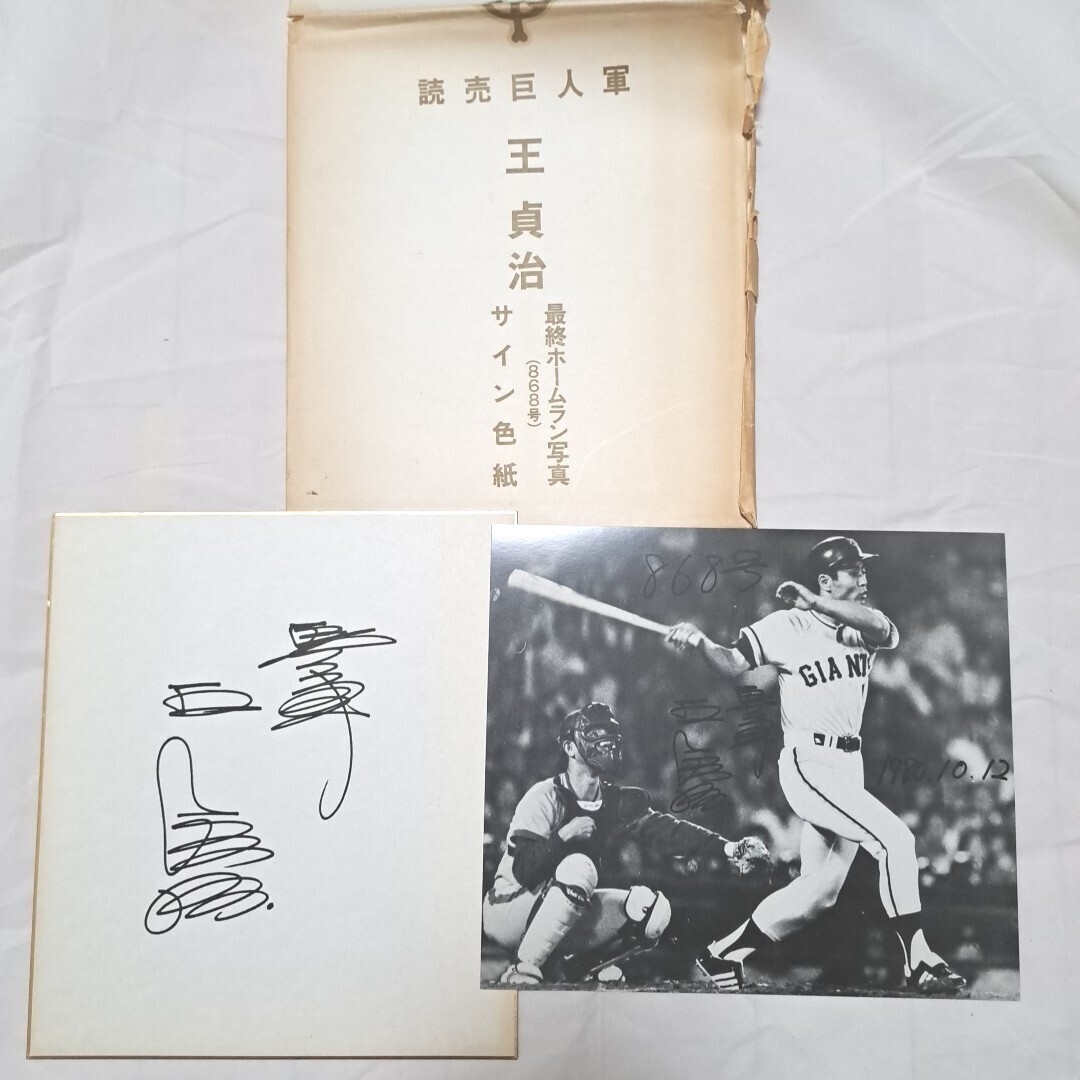 読売巨人軍
王貞治
最終ホームラン写真
(868号)
サイン色紙
868号
GIANT
1980.10.12